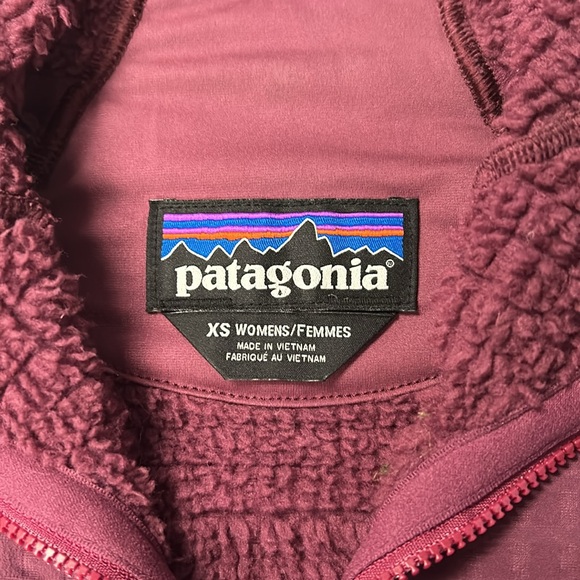 patagonia®
XS WOMENS/FEMMES
MADE IN VIETNAM
FABRIQUÉ AU VIETNAM